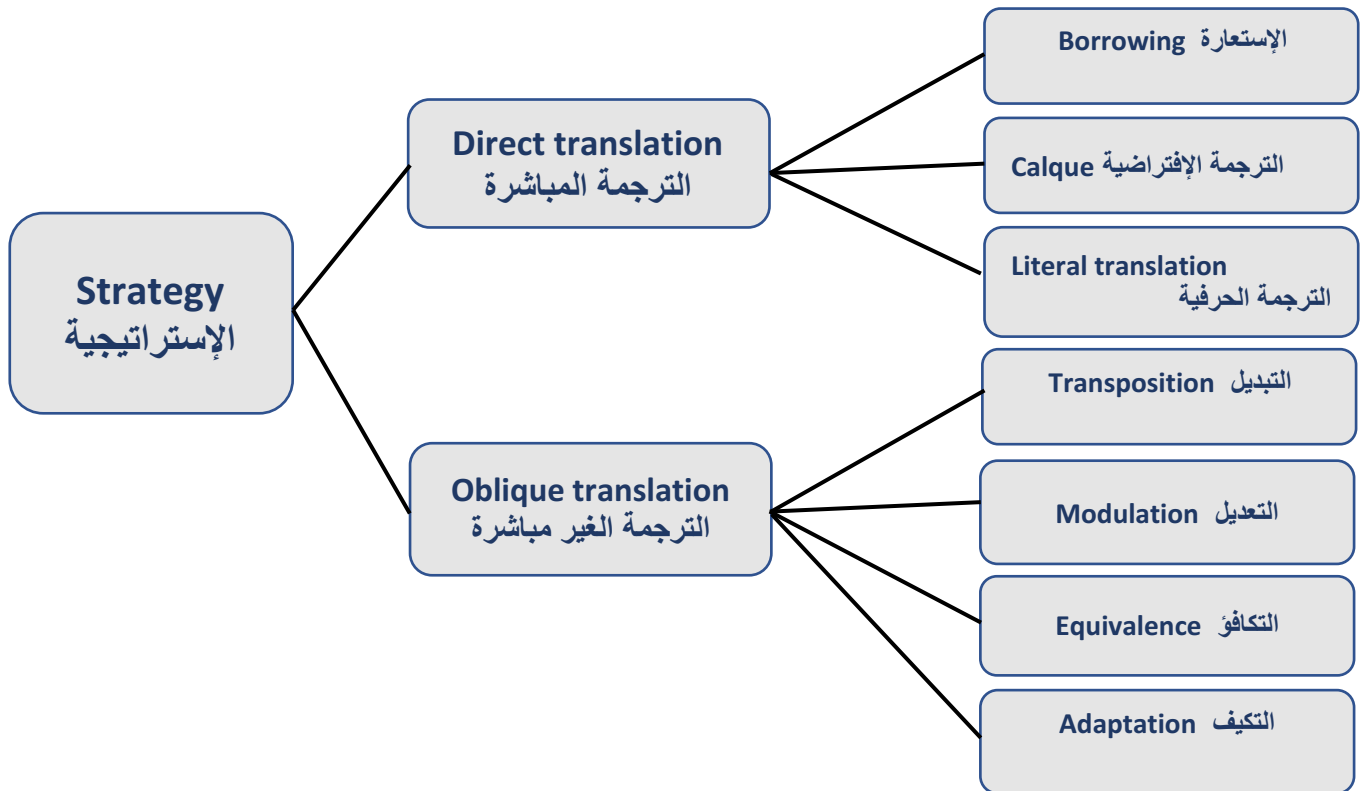 Strategy
الإستراتيجية
Direct translation
الترجمة المباشرة
Borrowing الإستعارة
Calque الترجمة الإفتراضية
Literal translation
الترجمة الحرفية
Oblique translation
الترجمة الغير مباشرة
Transposition التبديل
Modulation التعديل
Equivalence التكافؤ
Adaptation التكيف